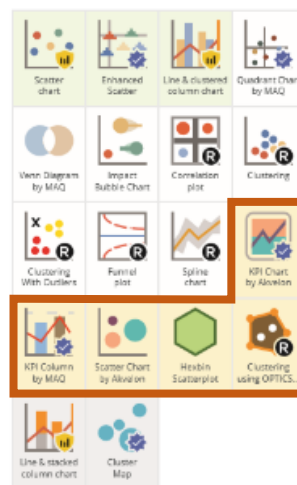 Scatter
chart
Enhanced
Scatter
Line & clustered
column chart
Quadrant Char
by MAQ
Venn Diagram
by MAQ
Impact
Bubble Chart
Correlation
plot
Clustering
X
Clustering
With Outliers
Funnel
plot
Spline
chart
KPI Chart
by Akvelon
KPI Column
by MAQ
Scatter Chart
by Akvelon
Hexbin
Scatterplot
Clustering
using OPTICS...
Line & stacked
column chart
Cluster
Map
R
R
R
R
R
R